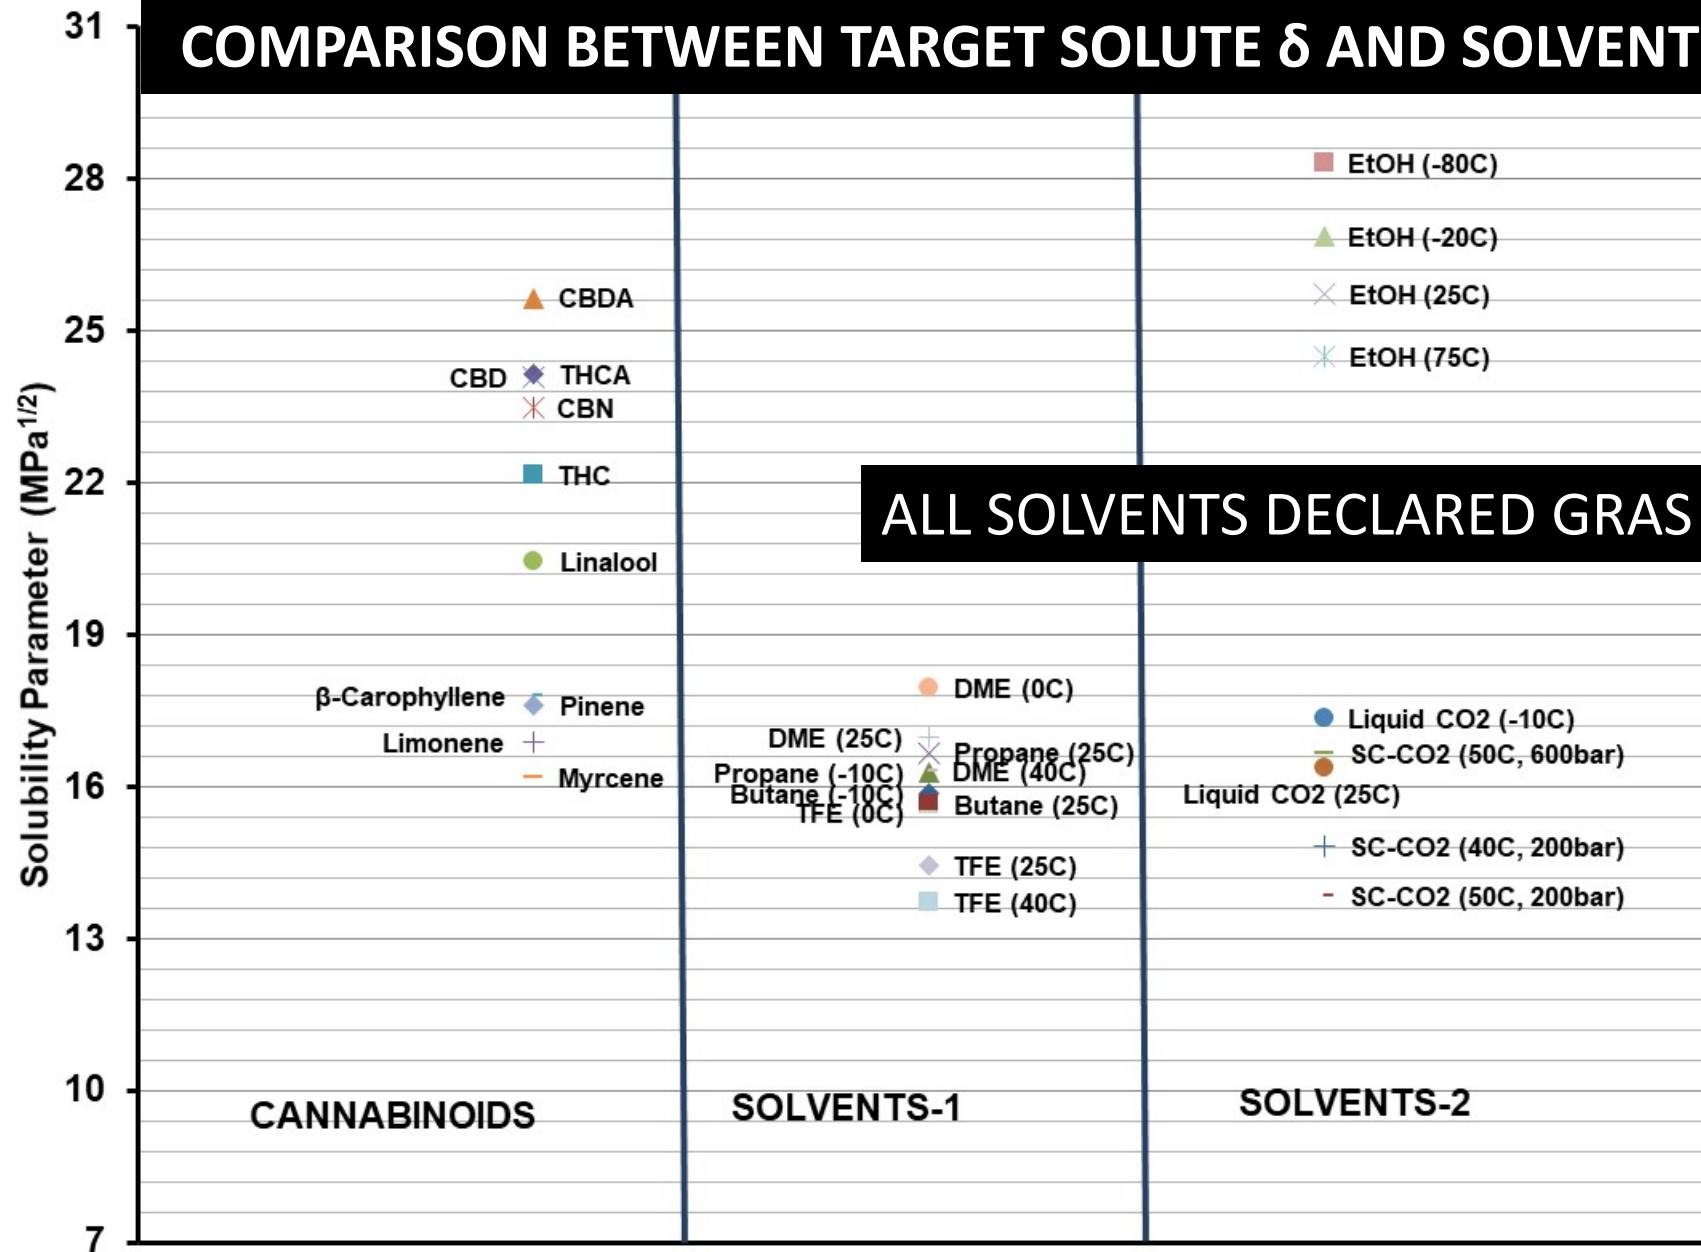 COMPARISON BETWEEN TARGET SOLUTE δ AND SOLVENT
Solubility Parameter (MPa1/2)
31
28
25
22
19
16
13
10
7
CBDA
CBD
THCA
CBN
THC
Linalool
β-Carophyllene
Pinene
Limonene
Myrcene
CANNABINOIDS
DME (0C)
DME (25C)
Propane (25C)
Propane (-10C)
DME (40C)
Butane (-10C)
Butane (25C)
TFE (0C)
TFE (25C)
TFE (40C)
SOLVENTS-1
EtOH (-80C)
EtOH (-20C)
EtOH (25C)
EtOH (75C)
ALL SOLVENTS DECLARED GRAS
Liquid CO2 (-10C)
SC-CO2 (50C, 600bar)
Liquid CO2 (25C)
SC-CO2 (40C, 200bar)
SC-CO2 (50C, 200bar)
SOLVENTS-2